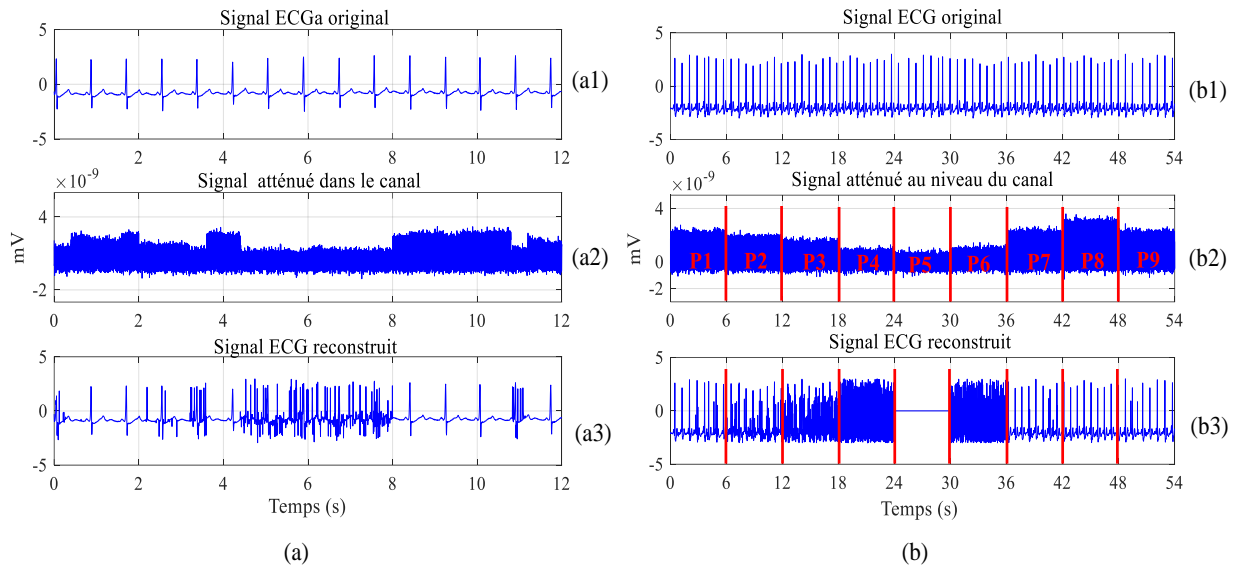 Signal ECGa original
5
0
-5
2 4 6 8 10 12
(a1)
×10^-9
Signal atténué dans le canal
4
-2
mV
0 2 4 6 8 10 12
(a2)
Signal ECG reconstruit
5
0
-5
0 2 4 6 8 10 12
(a3)
Temps (s)
(a)
Signal ECG original
5
0
-5
0 6 12 18 24 30 36 42 48 54
(b1)
×10^-9
Signal atténué au niveau du canal
4
0
-2
mV
P1 P2 P3 P4 P5 P6 P7 P8 P9
0 6 12 18 24 30 36 42 48 54
(b2)
Signal ECG reconstruit
5
0
-5
0 6 12 18 24 30 36 42 48 54
(b3)
Temps (s)
(b)